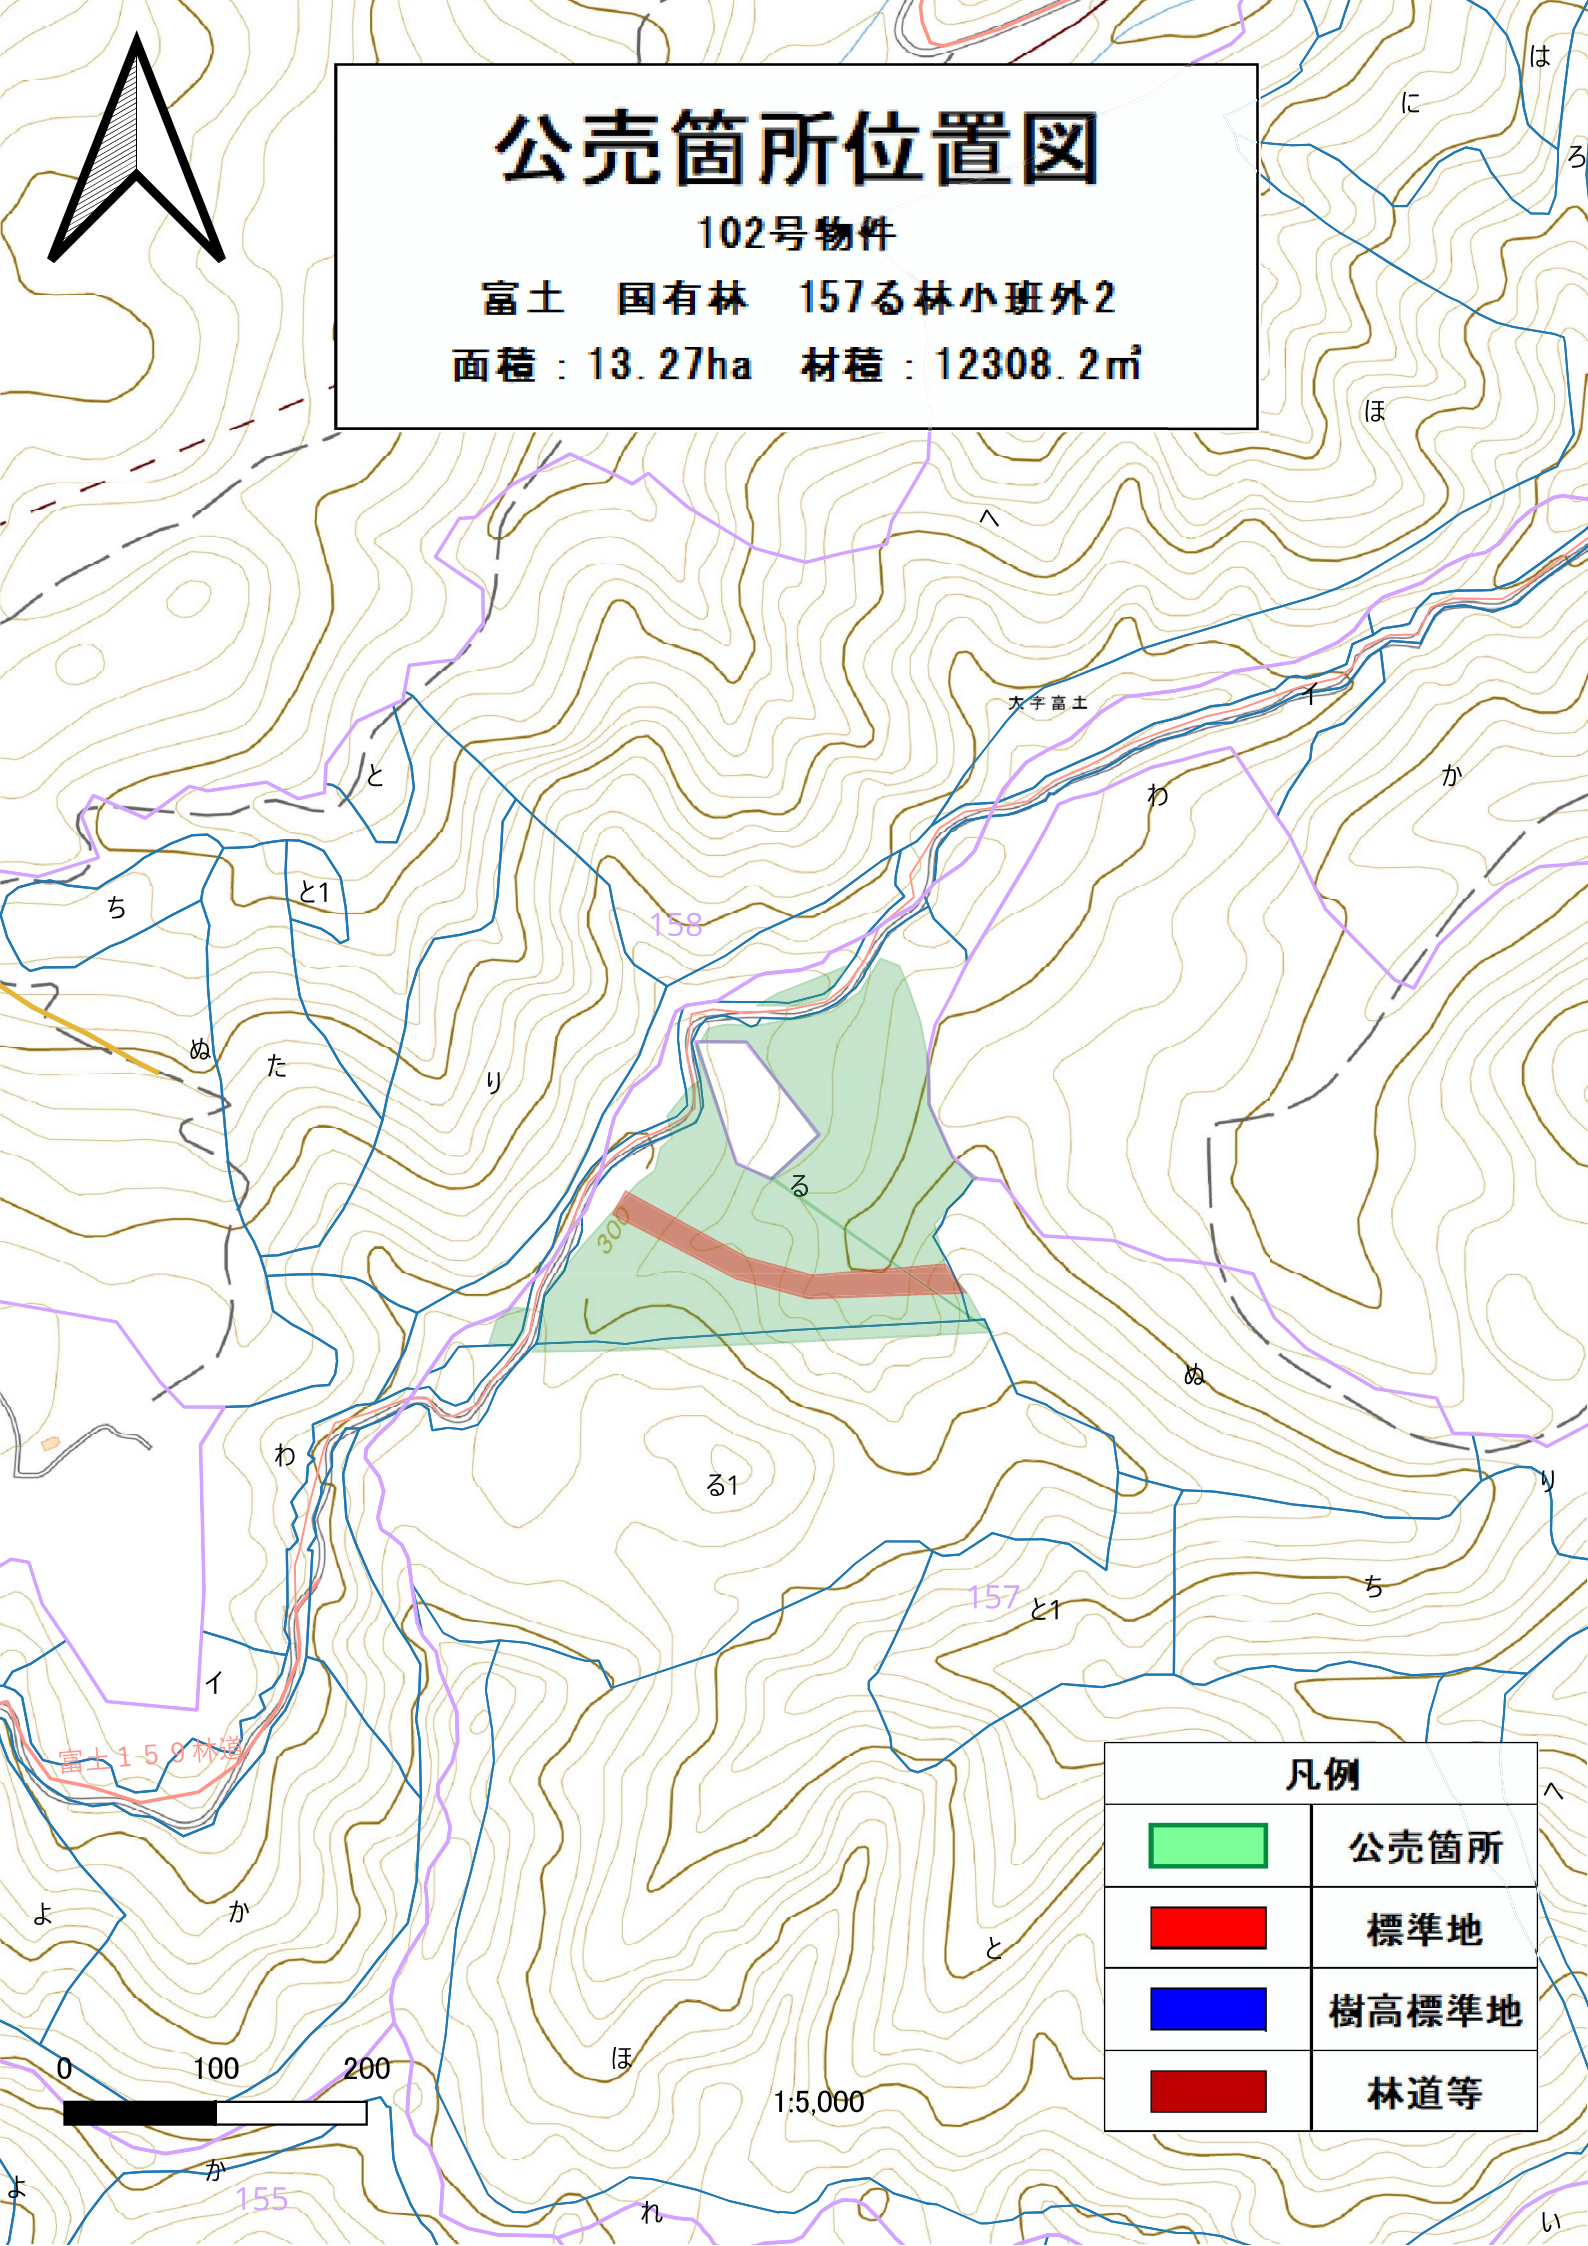 公売箇所位置図
102号物件
富士　国有林　157る林小班外2
面積：13.27ha　材積：12308.2㎥
は
に
ろ
ほ
へ
大字富士
イ
と
か
わ
ち
と1
158
ぬ
た
り
る
300
ぬ
わ
る1
り
157
と1
ち
イ
富士１５９林道
凡例
公売箇所
標準地
樹高標準地
林道等
へ
よ
か
と
ほ
0 100 200
1:5,000
か
よ
155
れ
い